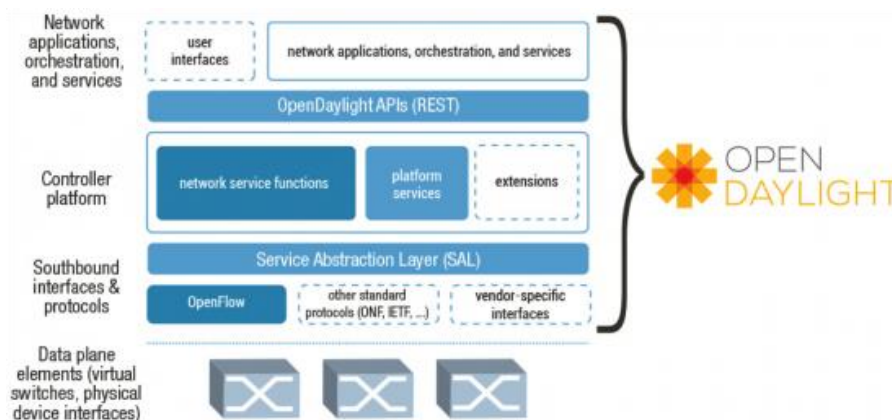 Network
applications,
orchestration,
and services
user
interfaces
network applications, orchestration, and services
OpenDaylight APIs (REST)
Controller
platform
network service functions
platform
services
extensions
Service Abstraction Layer (SAL)
Southbound
interfaces &
protocols
OpenFlow
other standard
protocols (ONF, IETF, ...)
vendor-specific
interfaces
Data plane
elements (virtual
switches, physical
device interfaces)
OPEN
DAYLIGHT